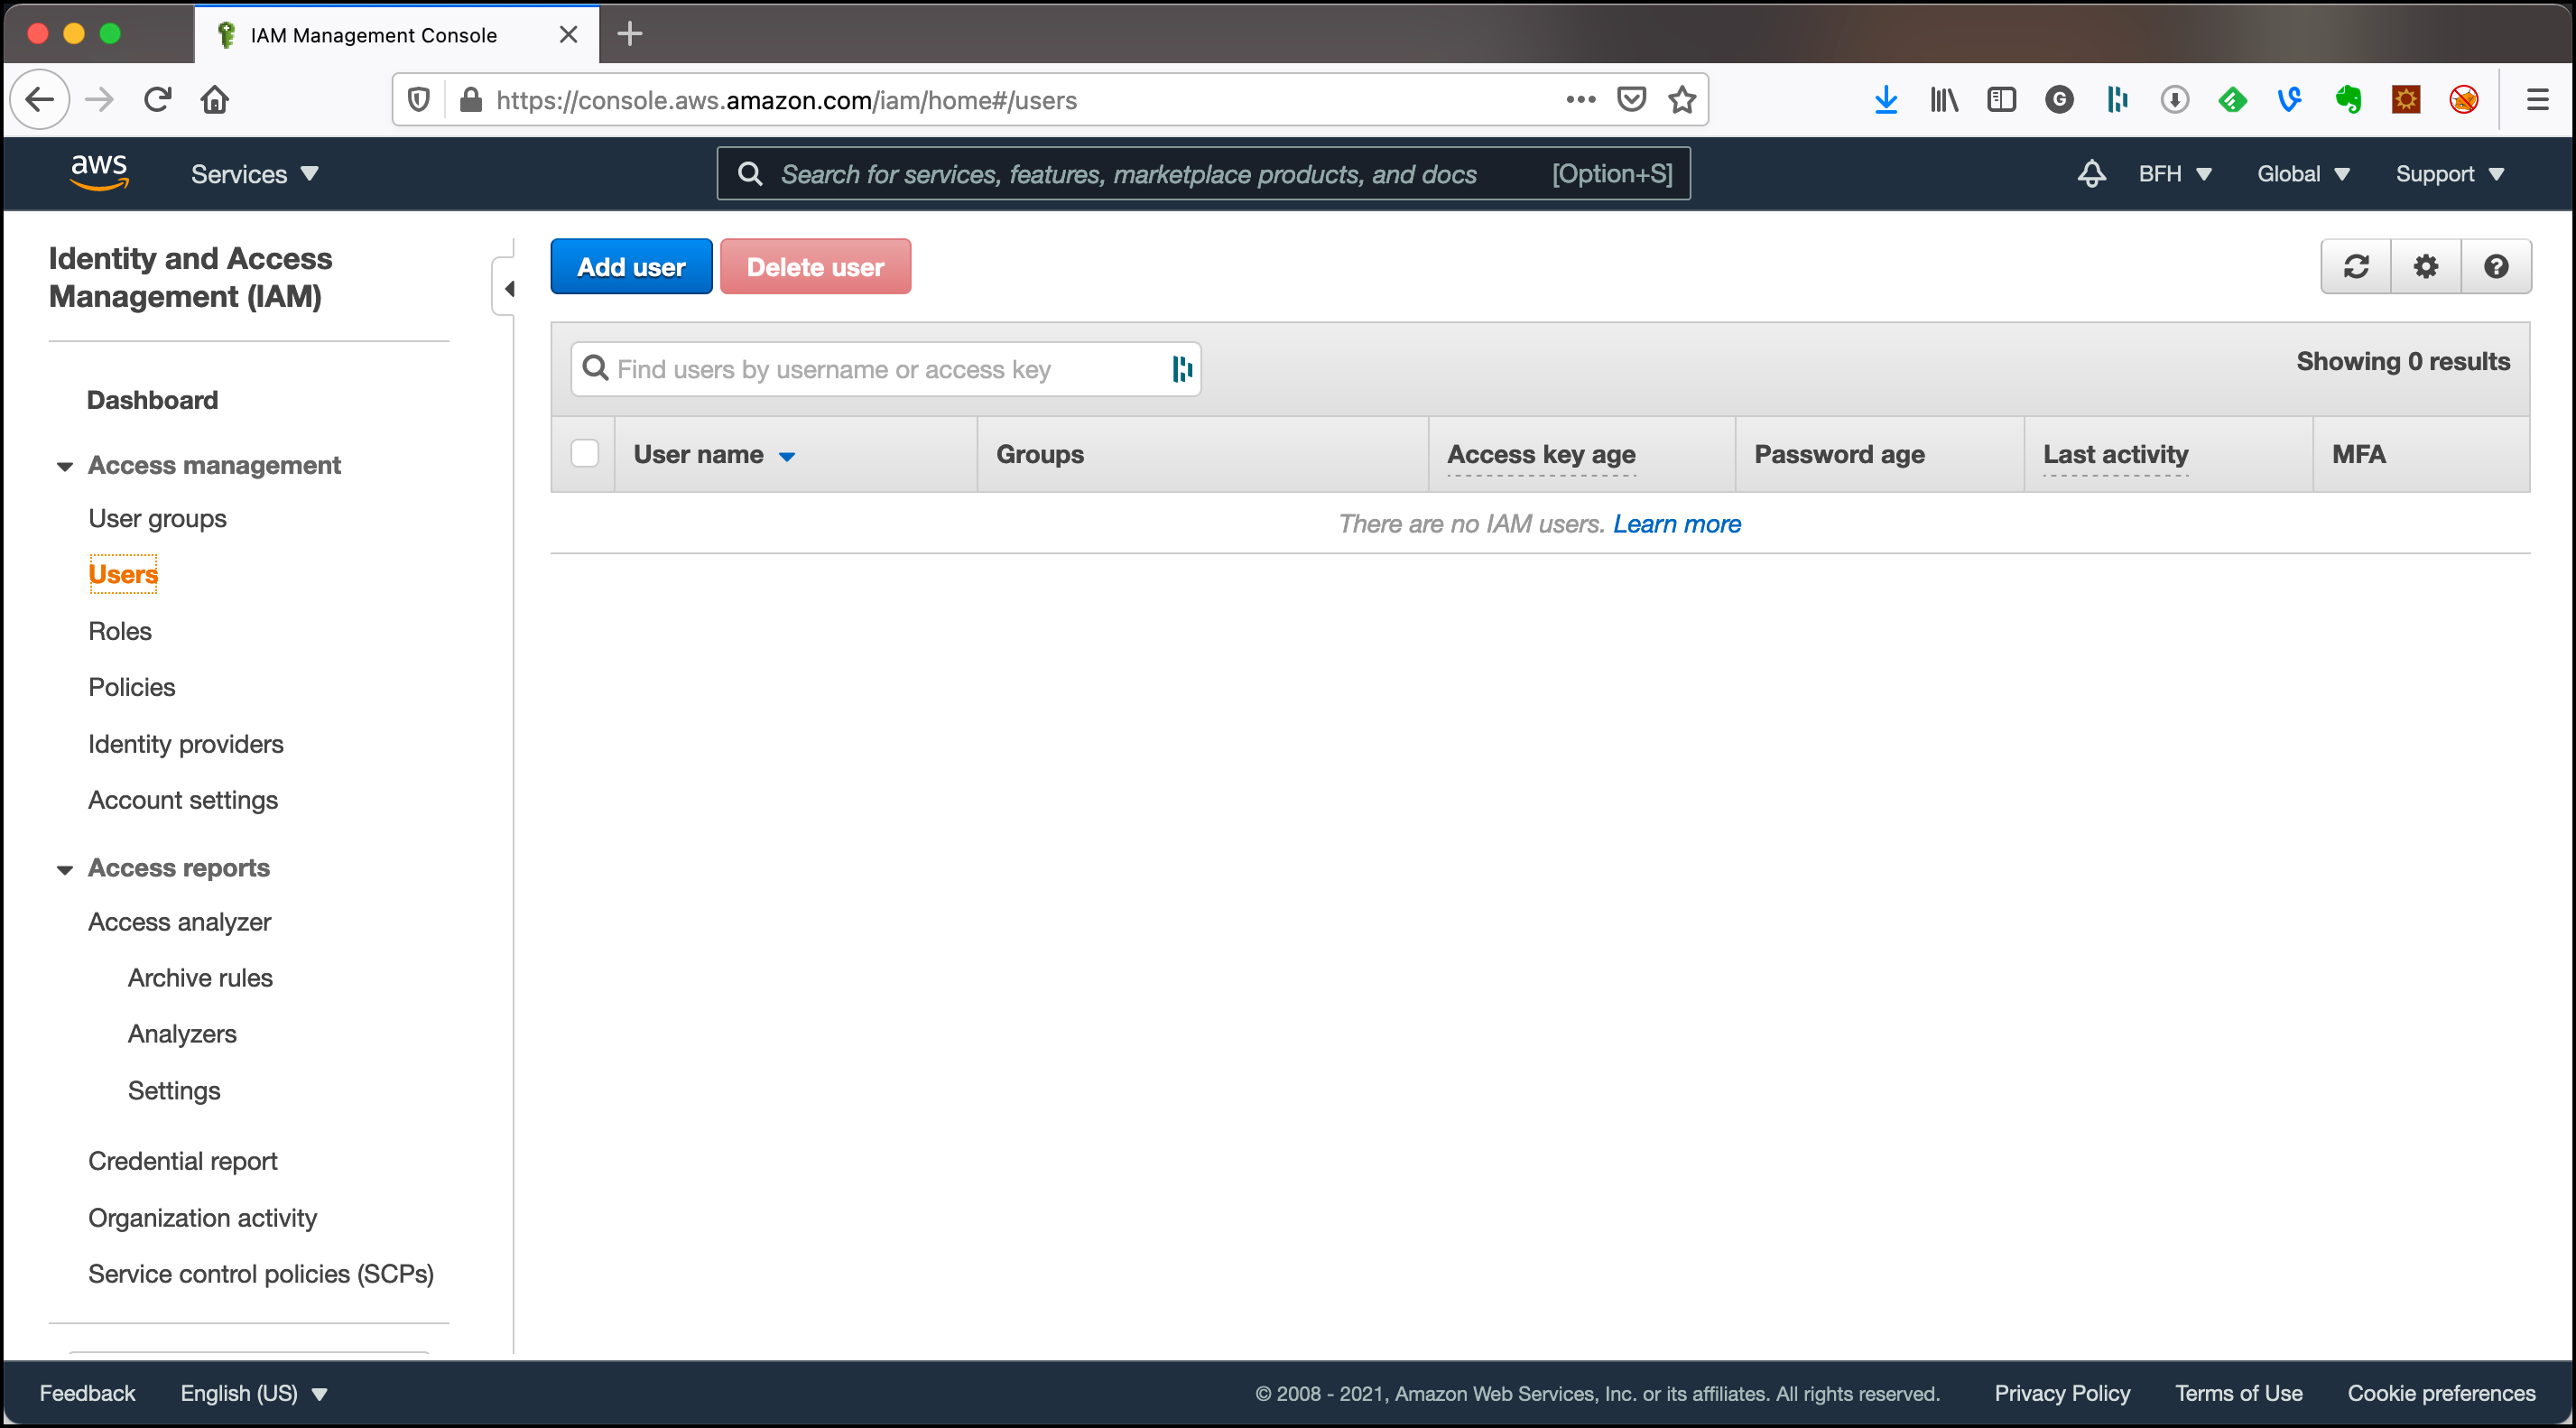 IAM Management Console
https://console.aws.amazon.com/iam/home#/users
aws
Services
Search for services, features, marketplace products, and docs
[Option+S]
BFH
Global
Support
Identity and Access
Management (IAM)
Dashboard
Access management
User groups
Users
Roles
Policies
Identity providers
Account settings
Access reports
Access analyzer
Archive rules
Analyzers
Settings
Credential report
Organization activity
Service control policies (SCPs)
Add user
Delete user
Find users by username or access key
Showing 0 results
User name
Groups
Access key age
Password age
Last activity
MFA
There are no IAM users. Learn more
Feedback
English (US)
© 2008 - 2021, Amazon Web Services, Inc. or its affiliates. All rights reserved.
Privacy Policy
Terms of Use
Cookie preferences